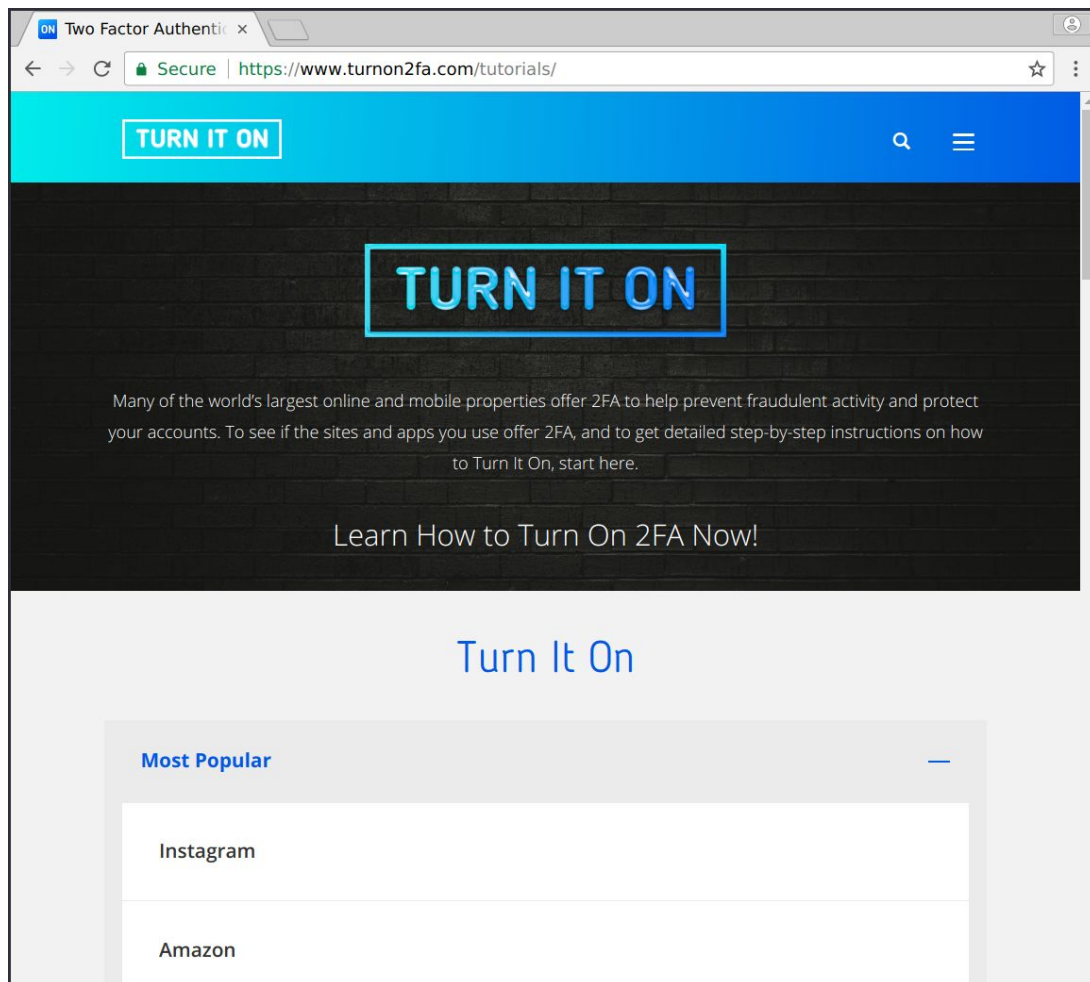 ON Two Factor Authentic
Secure https://www.turnon2fa.com/tutorials/
TURN IT ON
TURN IT ON
Many of the world's largest online and mobile properties offer 2FA to help prevent fraudulent activity and protect
your accounts. To see if the sites and apps you use offer 2FA, and to get detailed step-by-step instructions on how
to Turn It On, start here.
Learn How to Turn On 2FA Now!
Turn It On
Most Popular
Instagram
Amazon